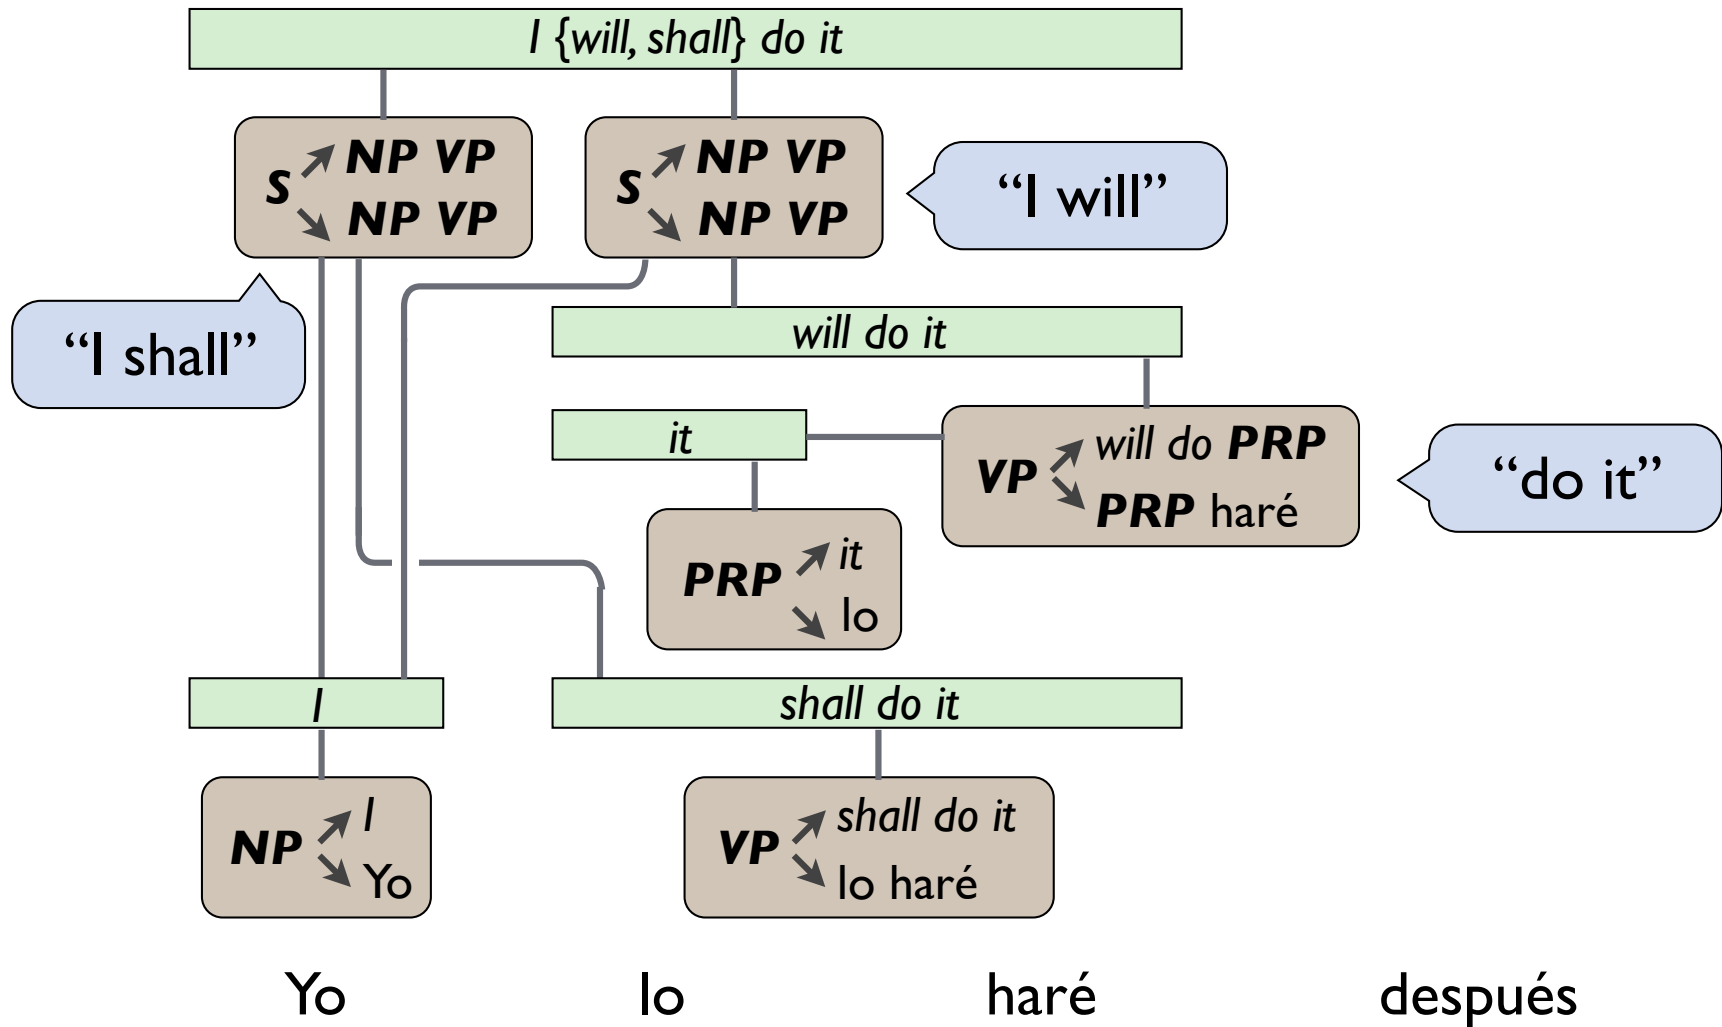 I {will, shall} do it
S NP VP
NP VP
S NP VP
NP VP
“I will”
“I shall”
will do it
it
VP will do PRP
PRP haré
“do it”
PRP it
lo
I
shall do it
NP I
Yo
VP shall do it
lo haré
Yo lo haré después